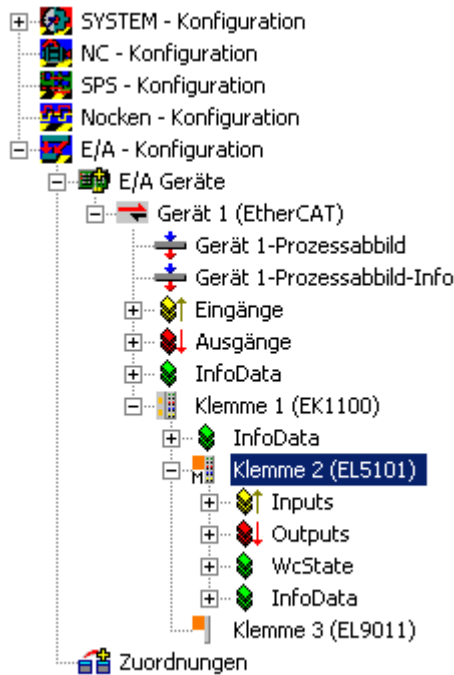 SYSTEM - Konfiguration
NC - Konfiguration
SPS - Konfiguration
Nocken - Konfiguration
E/A - Konfiguration
E/A Geräte
Gerät 1 (EtherCAT)
Gerät 1-Prozessabbild
Gerät 1-Prozessabbild-Info
Eingänge
Ausgänge
InfoData
Klemme 1 (EK1100)
InfoData
M Klemme 2 (EL5101)
Inputs
Outputs
WcState
InfoData
Klemme 3 (EL9011)
Zuordnungen